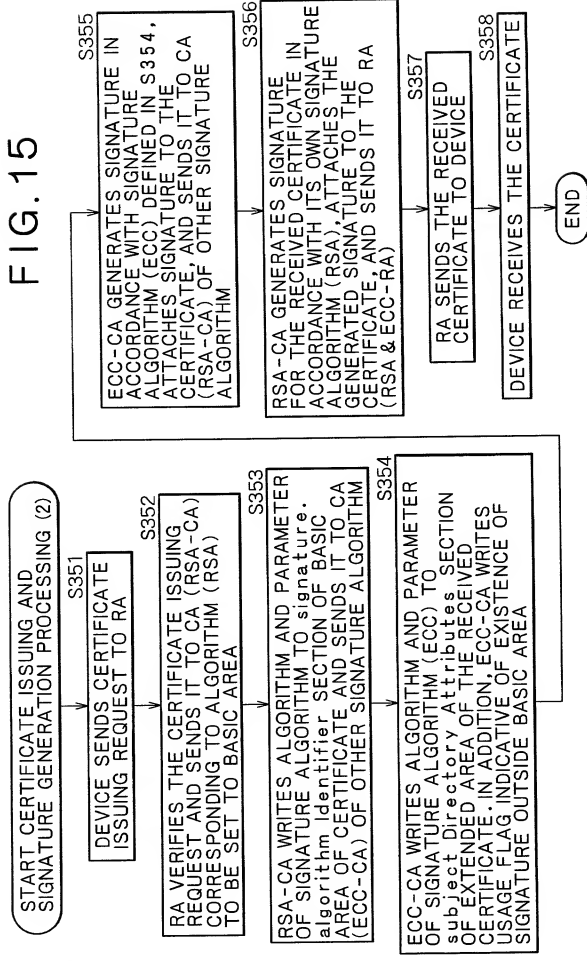 FIG. 15
START CERTIFICATE ISSUING AND
SIGNATURE GENERATION PROCESSING (2)
S351
DEVICE SENDS CERTIFICATE
ISSUING REQUEST TO RA
S352
RA VERIFIES THE CERTIFICATE ISSUING
REQUEST AND SENDS IT TO CA (RSA-CA)
CORRESPONDING TO ALGORITHM (RSA)
TO BE SET TO BASIC AREA
S353
RSA-CA WRITES ALGORITHM AND PARAMETER
OF SIGNATURE ALGORITHM TO signature.
algorithm Identifier SECTION OF BASIC
AREA OF CERTIFICATE AND SENDS IT TO CA
(ECC-CA) OF OTHER SIGNATURE ALGORITHM
S354
ECC-CA WRITES ALGORITHM AND PARAMETER
OF SIGNATURE ALGORITHM (ECC) TO
subject Directory Attributes SECTION
OF EXTENDED AREA OF THE RECEIVED
CERTIFICATE. IN ADDITION, ECC-CA WRITES
USAGE FLAG INDICATIVE OF EXISTENCE OF
SIGNATURE OUTSIDE BASIC AREA
S355
ECC-CA GENERATES SIGNATURE IN
ACCORDANCE WITH SIGNATURE
ALGORITHM (ECC) DEFINED IN S354,
ATTACHES SIGNATURE TO THE
CERTIFICATE, AND SENDS IT TO CA
(RSA-CA) OF OTHER SIGNATURE
ALGORITHM
S356
RSA-CA GENERATES SIGNATURE
FOR THE RECEIVED CERTIFICATE IN
ACCORDANCE WITH ITS OWN SIGNATURE
ALGORITHM (RSA), ATTACHES THE
GENERATED SIGNATURE TO THE
CERTIFICATE, AND SENDS IT TO RA
(RSA & ECC-RA)
S357
RA SENDS THE RECEIVED
CERTIFICATE TO DEVICE
S358
DEVICE RECEIVES THE CERTIFICATE
END